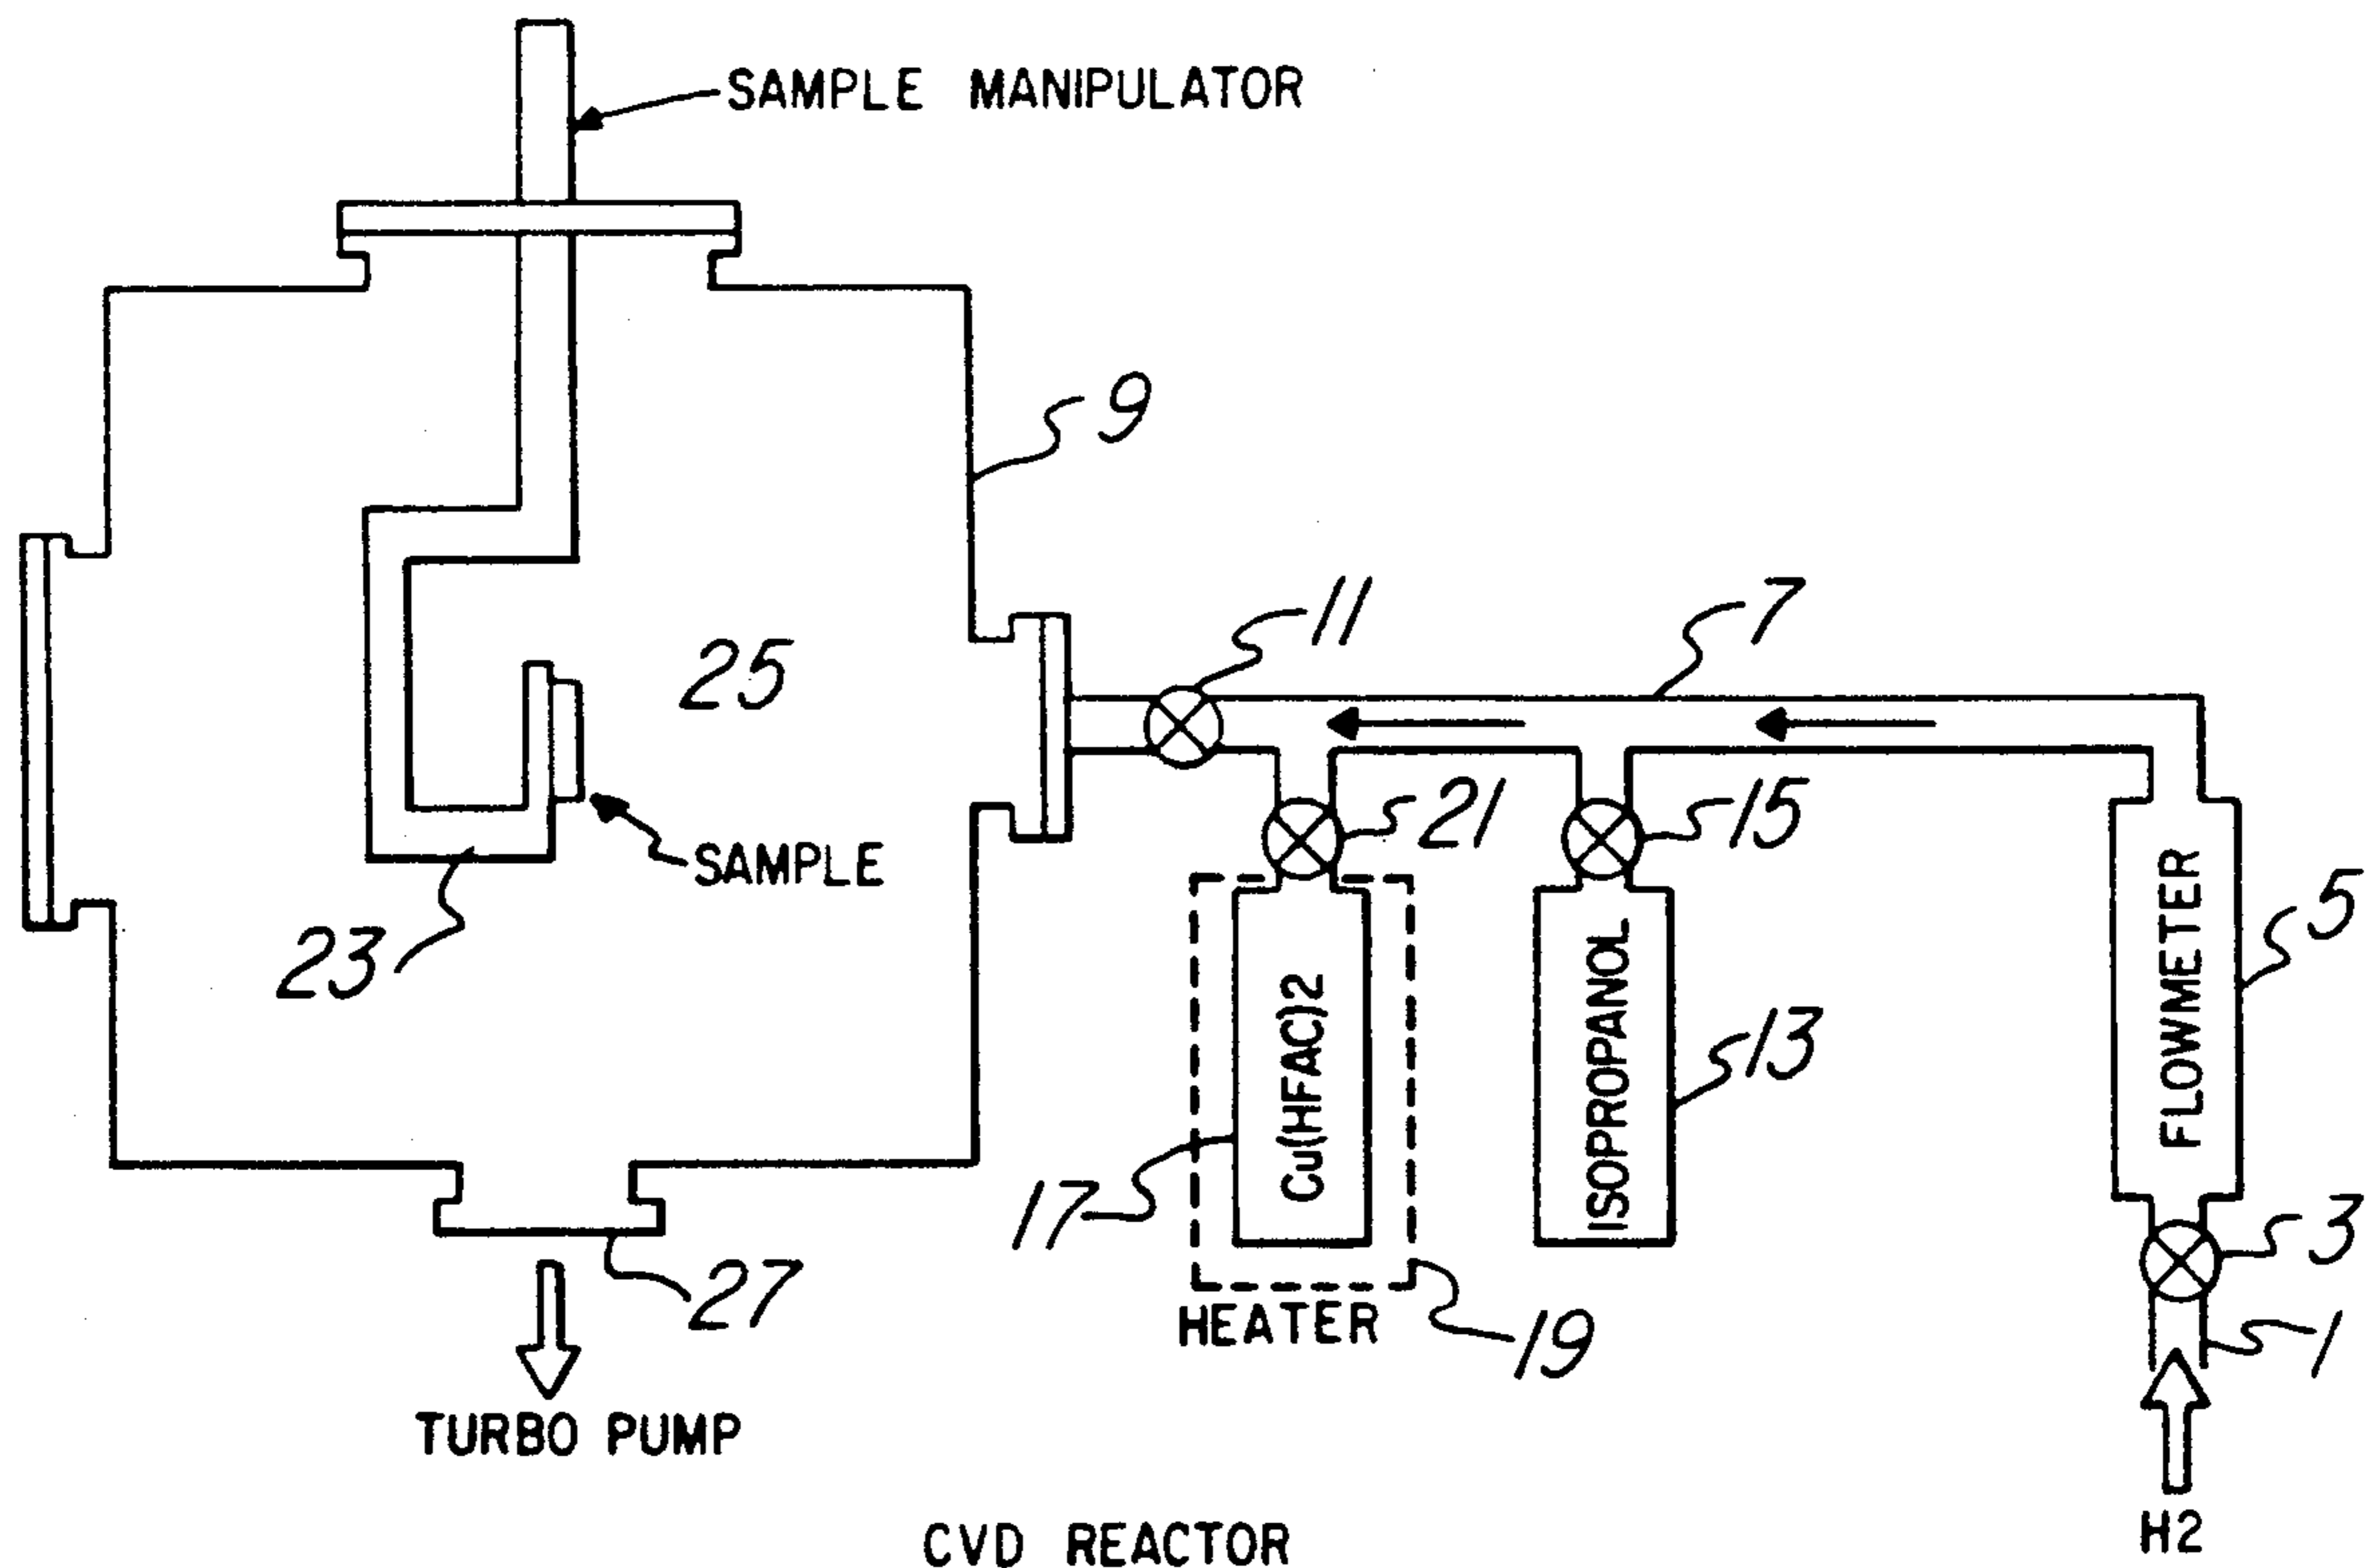 SAMPLE MANIPULATOR
9
11
7
25
21
15
SAMPLE
23
5
FLOWMETER
Cu(HFAC)2
ISOPROPANOL
13
17
3
27
HEATER
19
1
TURBO PUMP
H2
CVD REACTOR